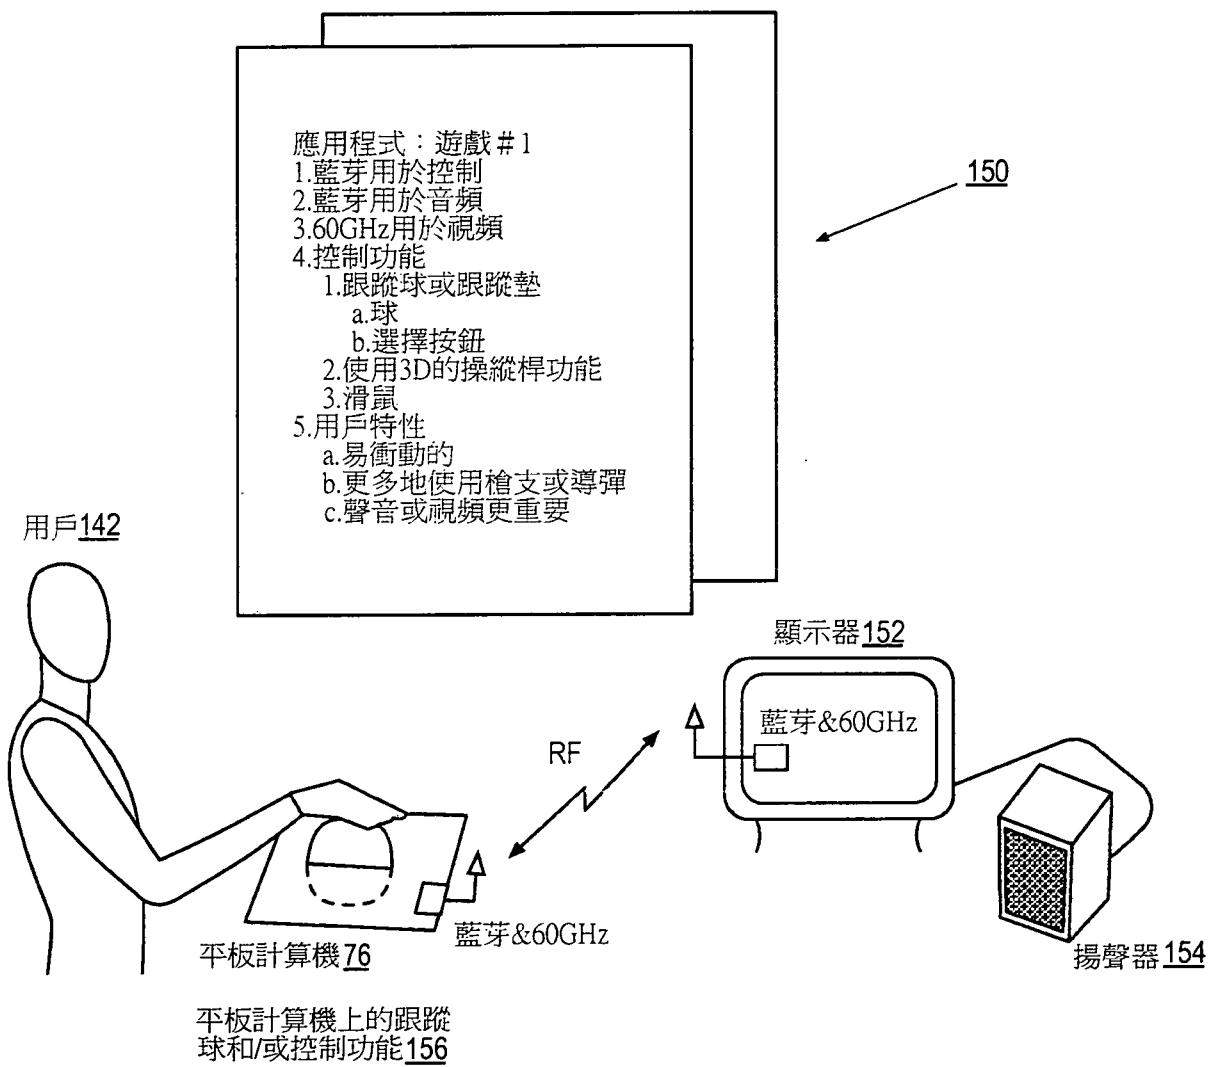 應用程式：遊戲#1
1.藍芽用於控制
2.藍芽用於音頻
3.60GHz用於視頻
4.控制功能
1.跟蹤球或跟蹤墊
a.球
b.選擇按鈕
2.使用3D的操縱桿功能
3.滑鼠
5.用戶特性
a.易衝動的
b.更多地使用槍支或導彈
c.聲音或視頻更重要
150
用戶142
顯示器152
藍芽&60GHz
RF
藍芽&60GHz
平板計算機76
揚聲器154
平板計算機上的跟蹤
球和/或控制功能156